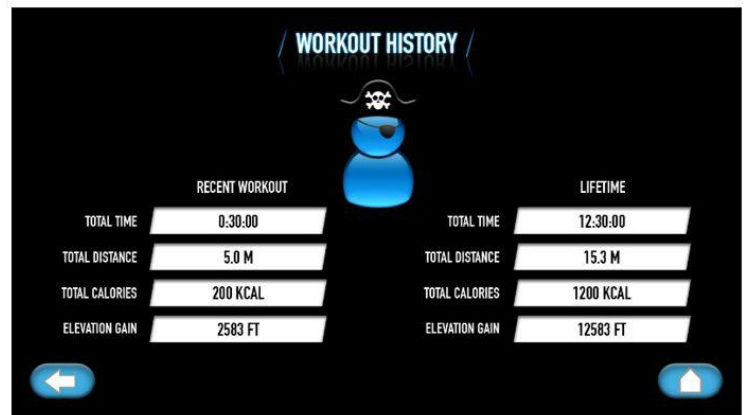 / WORKOUT HISTORY /
RECENT WORKOUT
TOTAL TIME 0:30:00
TOTAL DISTANCE 5.0 M
TOTAL CALORIES 200 KCAL
ELEVATION GAIN 2583 FT
LIFETIME
TOTAL TIME 12:30:00
TOTAL DISTANCE 15.3 M
TOTAL CALORIES 1200 KCAL
ELEVATION GAIN 12583 FT